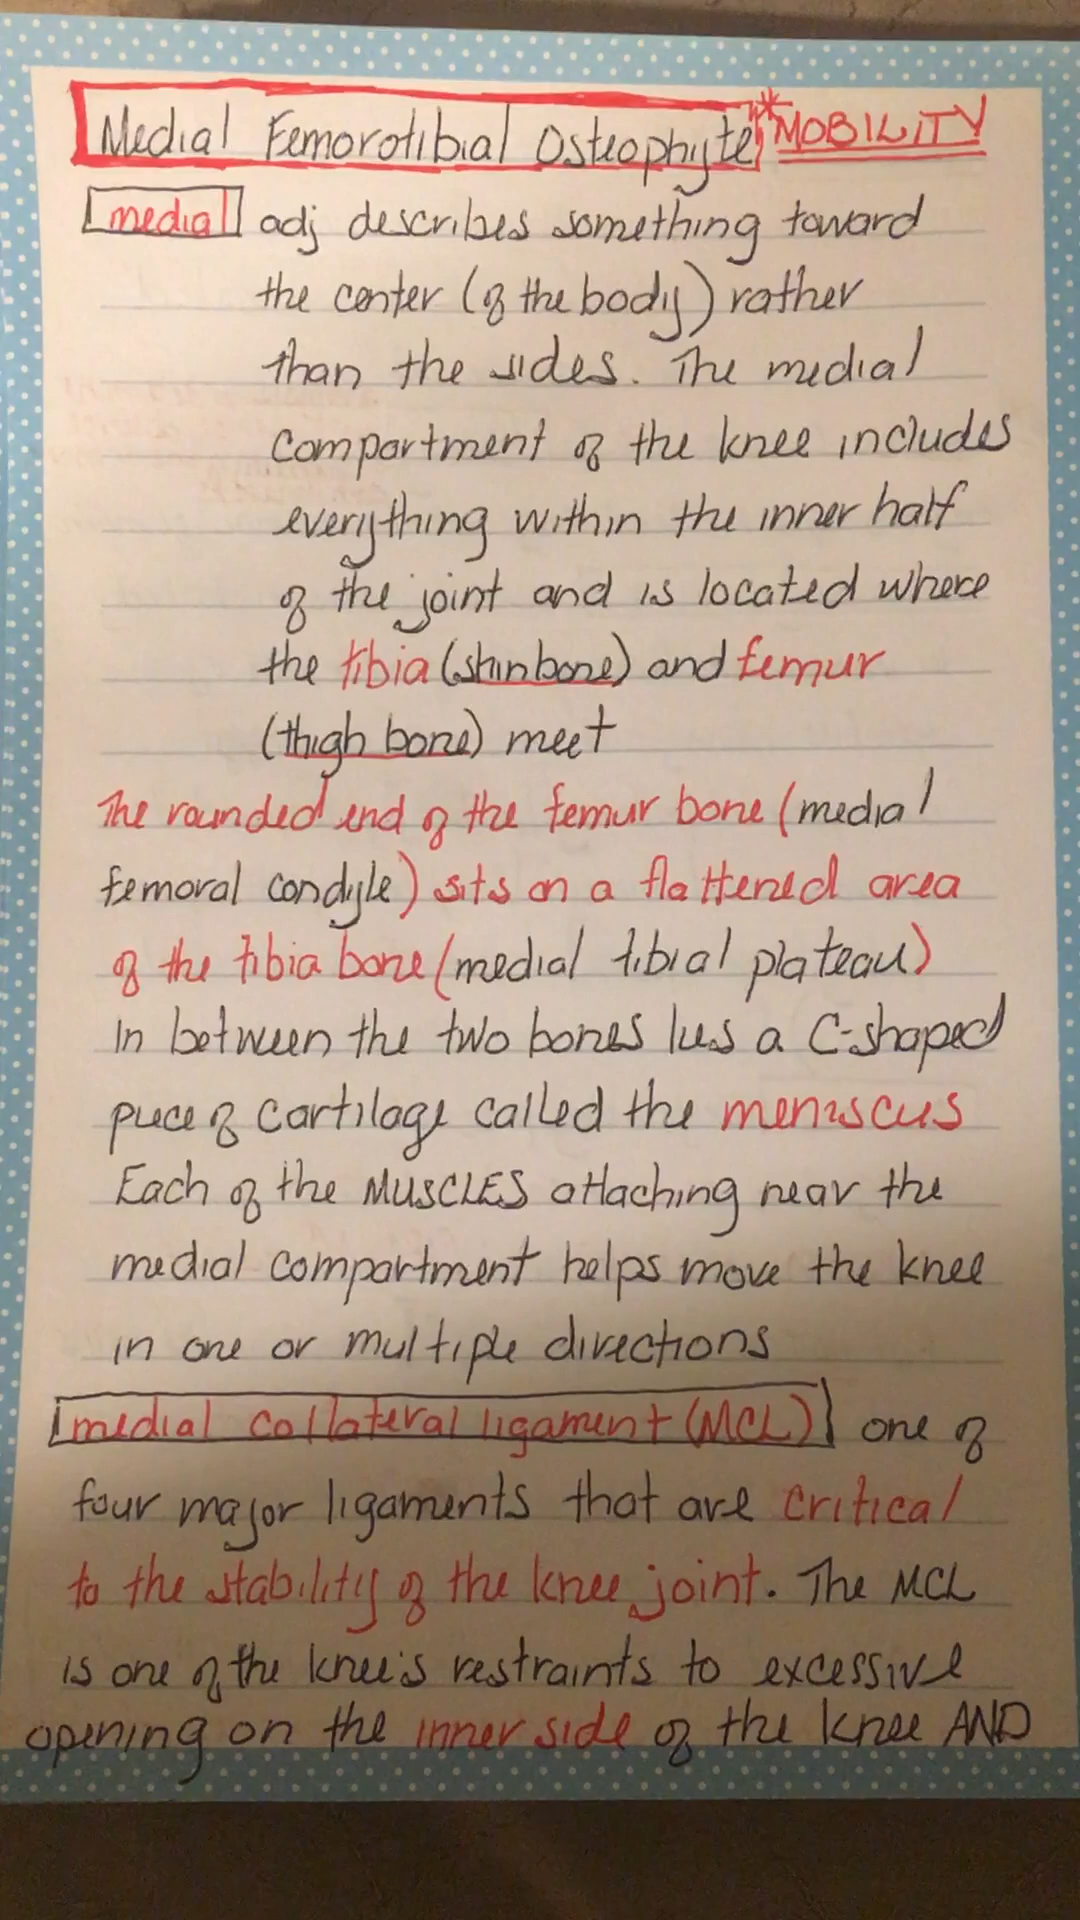 Medial Femorotibial Osteophyte *MOBILITY
medial adj describes something toward
the center (of the body) rather
than the sides. The medial
compartment of the knee includes
everything within the inner half
of the joint and is located where
the tibia (shinbone) and femur
(thigh bone) meet
The rounded end of the femur bone (medial
femoral condyle) sits on a flattened area
of the tibia bone (medial tibial plateau)
In between the two bones lies a C-shaped
piece of cartilage called the meniscus
Each of the MUSCLES attaching near the
medial compartment helps move the knee
in one or multiple directions
medial collateral ligament (MCL) one of
four major ligaments that are critical
to the stability of the knee joint. The MCL
is one of the knee's restraints to excessive
opening on the inner side of the knee AND